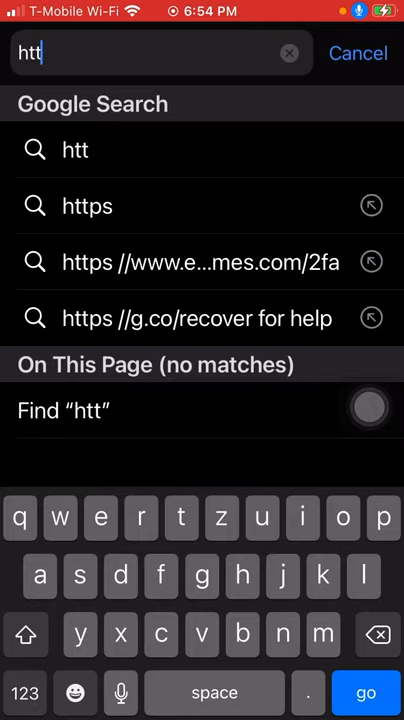 T-Mobile Wi-Fi 6:54 PM
htt Cancel
Google Search
htt
https
https //www.e...mes.com/2fa
https //g.co/recover for help
On This Page (no matches)
Find “htt”
q w e r t z u i o p
a s d f g h j k l
y x c v b n m
123 space . go